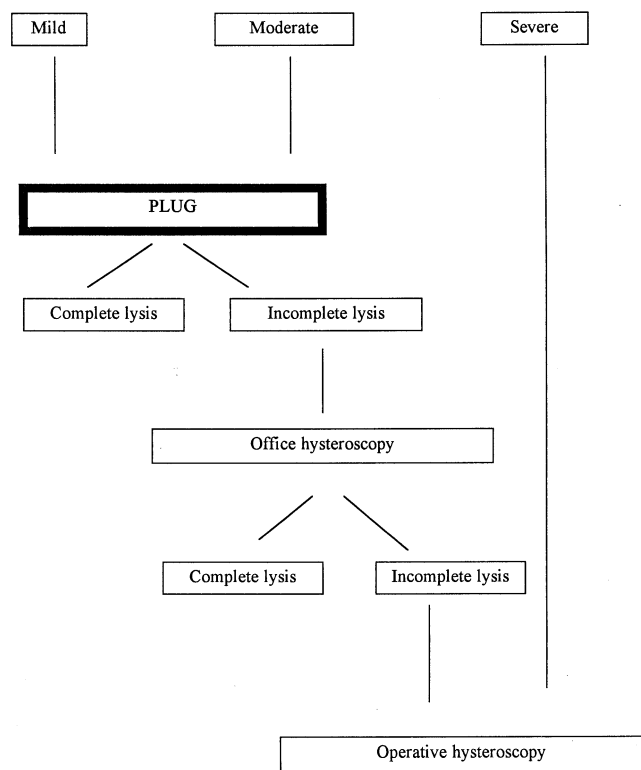 Mild
Moderate
Severe
PLUG
Complete lysis
Incomplete lysis
Office hysteroscopy
Complete lysis
Incomplete lysis
Operative hysteroscopy